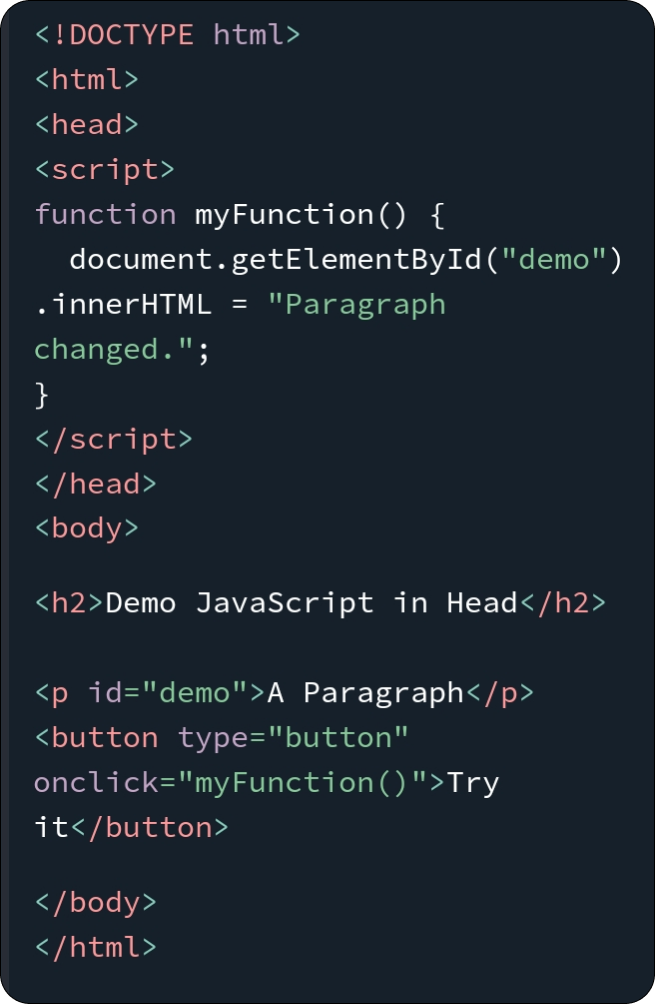 <!DOCTYPE html>
<html>
<head>
<script>
function myFunction() {
  document.getElementById("demo")
.innerHTML = "Paragraph
changed.";
}
</script>
</head>
<body>

<h2>Demo JavaScript in Head</h2>

<p id="demo">A Paragraph</p>
<button type="button"
onclick="myFunction()">Try
it</button>

</body>
</html>